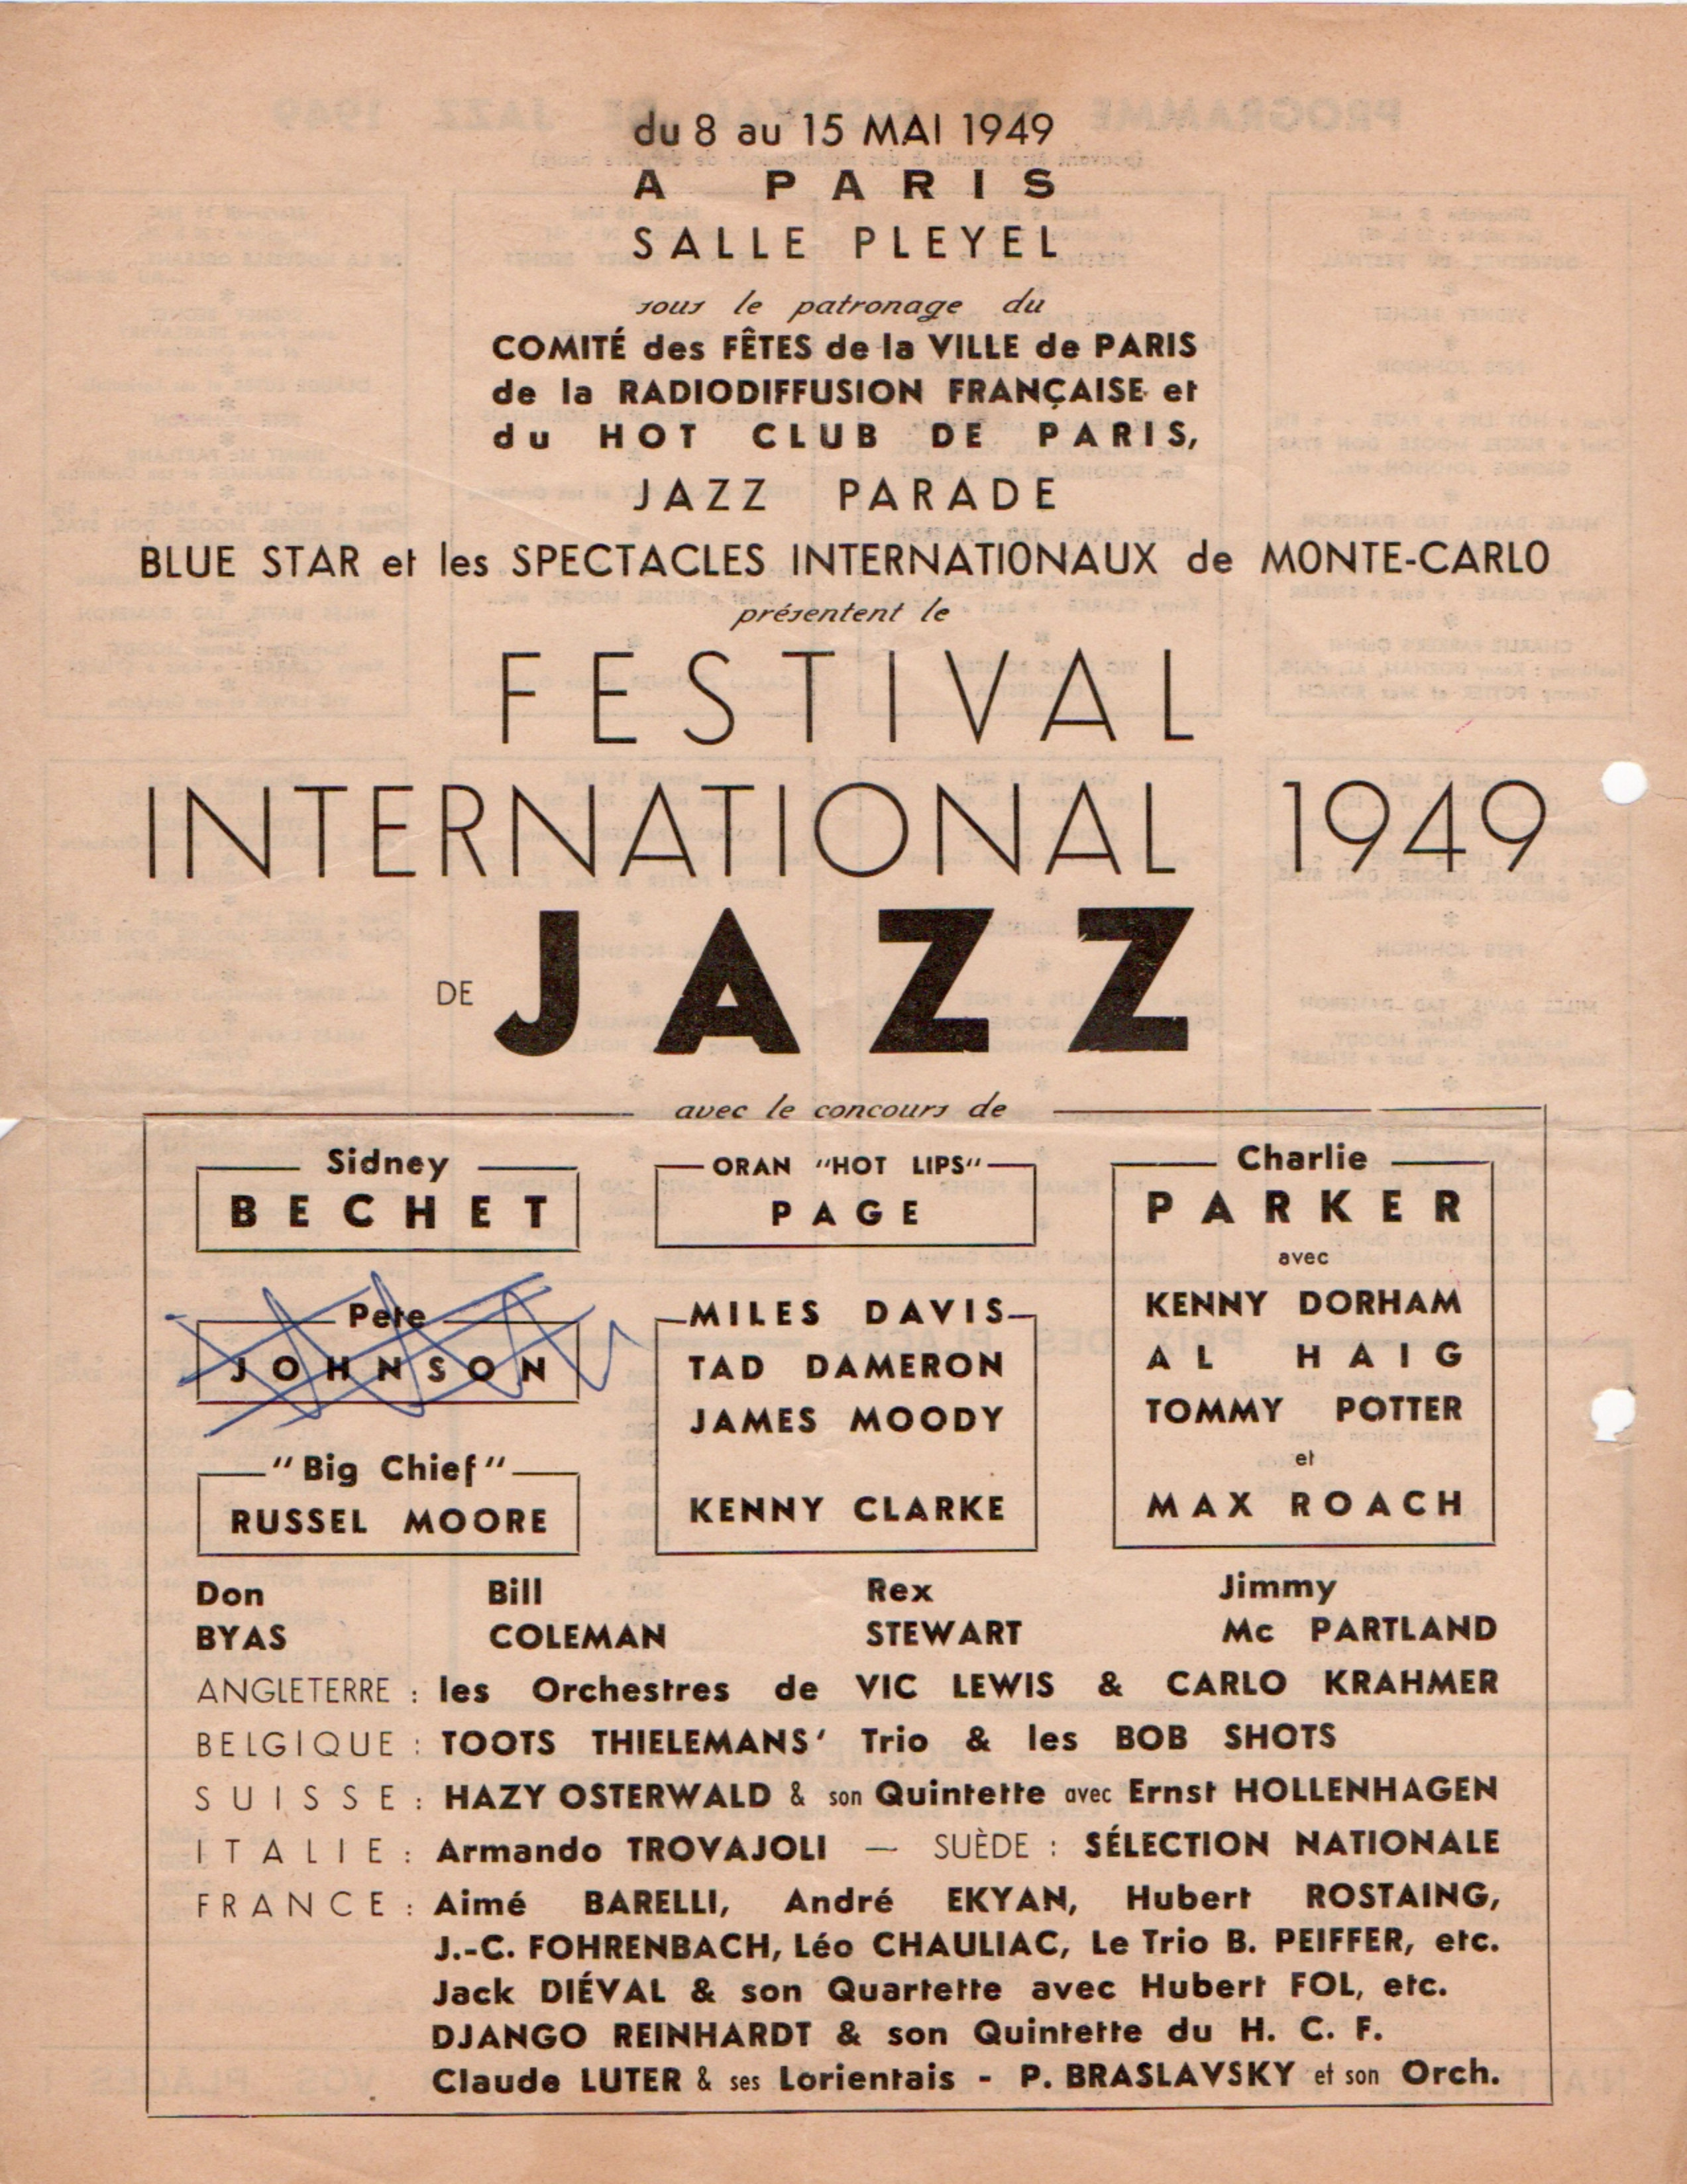 du 8 au 15 MAI 1949
A PARIS
SALLE PLEYEL
sous le patronage du
COMITÉ des FÊTES de la VILLE de PARIS
de la RADIODIFFUSION FRANÇAISE et
du HOT CLUB DE PARIS,
JAZZ PARADE
BLUE STAR et les SPECTACLES INTERNATIONAUX de MONTE-CARLO
présentent le
FESTIVAL
INTERNATIONAL 1949
DE JAZZ
avec le concours de
Sidney
BECHET
Pete
JOHNSON
"Big Chief"
RUSSEL MOORE
ORAN "HOT LIPS"
PAGE
MILES DAVIS
TAD DAMERON
JAMES MOODY
KENNY CLARKE
Charlie
PARKER
avec
KENNY DORHAM
AL HAIG
TOMMY POTTER
et
MAX ROACH
Don
BYAS
Bill
COLEMAN
Rex
STEWART
Jimmy
Mc PARTLAND
ANGLETERRE : les Orchestres de VIC LEWIS & CARLO KRAHMER
BELGIQUE : TOOTS THIELEMANS' Trio & les BOB SHOTS
SUISSE : HAZY OSTERWALD & son Quintette avec Ernst HOLLENHAGEN
ITALIE : Armando TROVAJOLI — SUÈDE : SÉLECTION NATIONALE
FRANCE : Aimé BARELLI, André EKYAN, Hubert ROSTAING,
J.-C. FOHRENBACH, Léo CHAULIAC, Le Trio B. PEIFFER, etc.
Jack DIÉVAL & son Quartette avec Hubert FOL, etc.
DJANGO REINHARDT & son Quintette du H. C. F.
Claude LUTER & ses Lorientais - P. BRASLAVSKY et son Orch.